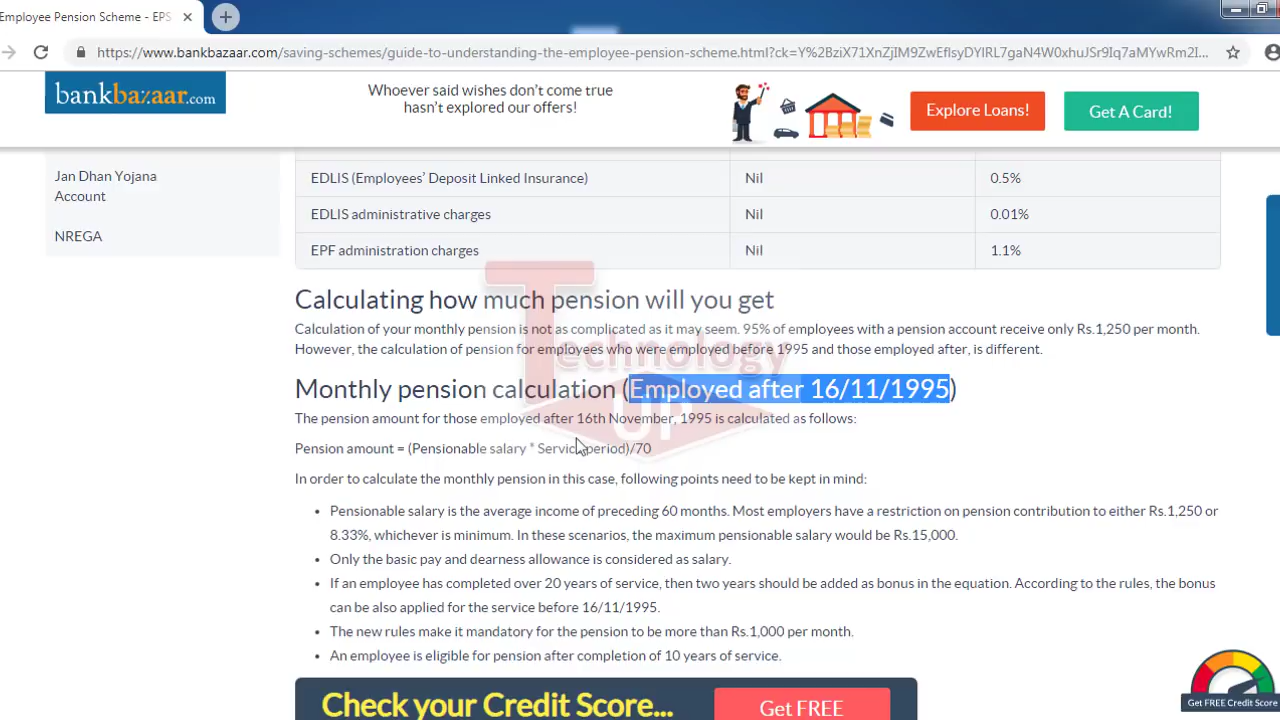 Employee Pension Scheme - EPS
https://www.bankbazaar.com/saving-schemes/guide-to-understanding-the-employee-pension-scheme.html?ck=Y%2BziX71XnZjIM9ZwEflsyDYIRL7gaN4W0xhuJSr9Iq7aMYwRm2I...
bankbazaar.com
Whoever said wishes don't come true
hasn't explored our offers!
Explore Loans!
Get A Card!
Jan Dhan Yojana
Account
NREGA
EDLIS (Employees' Deposit Linked Insurance) Nil 0.5%
EDLIS administrative charges Nil 0.01%
EPF administration charges Nil 1.1%
Calculating how much pension will you get
Calculation of your monthly pension is not as complicated as it may seem. 95% of employees with a pension account receive only Rs.1,250 per month.
However, the calculation of pension for employees who were employed before 1995 and those employed after, is different.
Monthly pension calculation (Employed after 16/11/1995)
The pension amount for those employed after 16th November, 1995 is calculated as follows:
Pension amount = (Pensionable salary * Service period)/70
In order to calculate the monthly pension in this case, following points need to be kept in mind:
• Pensionable salary is the average income of preceding 60 months. Most employers have a restriction on pension contribution to either Rs.1,250 or
8.33%, whichever is minimum. In these scenarios, the maximum pensionable salary would be Rs.15,000.
• Only the basic pay and dearness allowance is considered as salary.
• If an employee has completed over 20 years of service, then two years should be added as bonus in the equation. According to the rules, the bonus
can be also applied for the service before 16/11/1995.
• The new rules make it mandatory for the pension to be more than Rs.1,000 per month.
• An employee is eligible for pension after completion of 10 years of service.
Technology
UP
Check your Credit Score...
Get FREE
Get FREE Credit Score